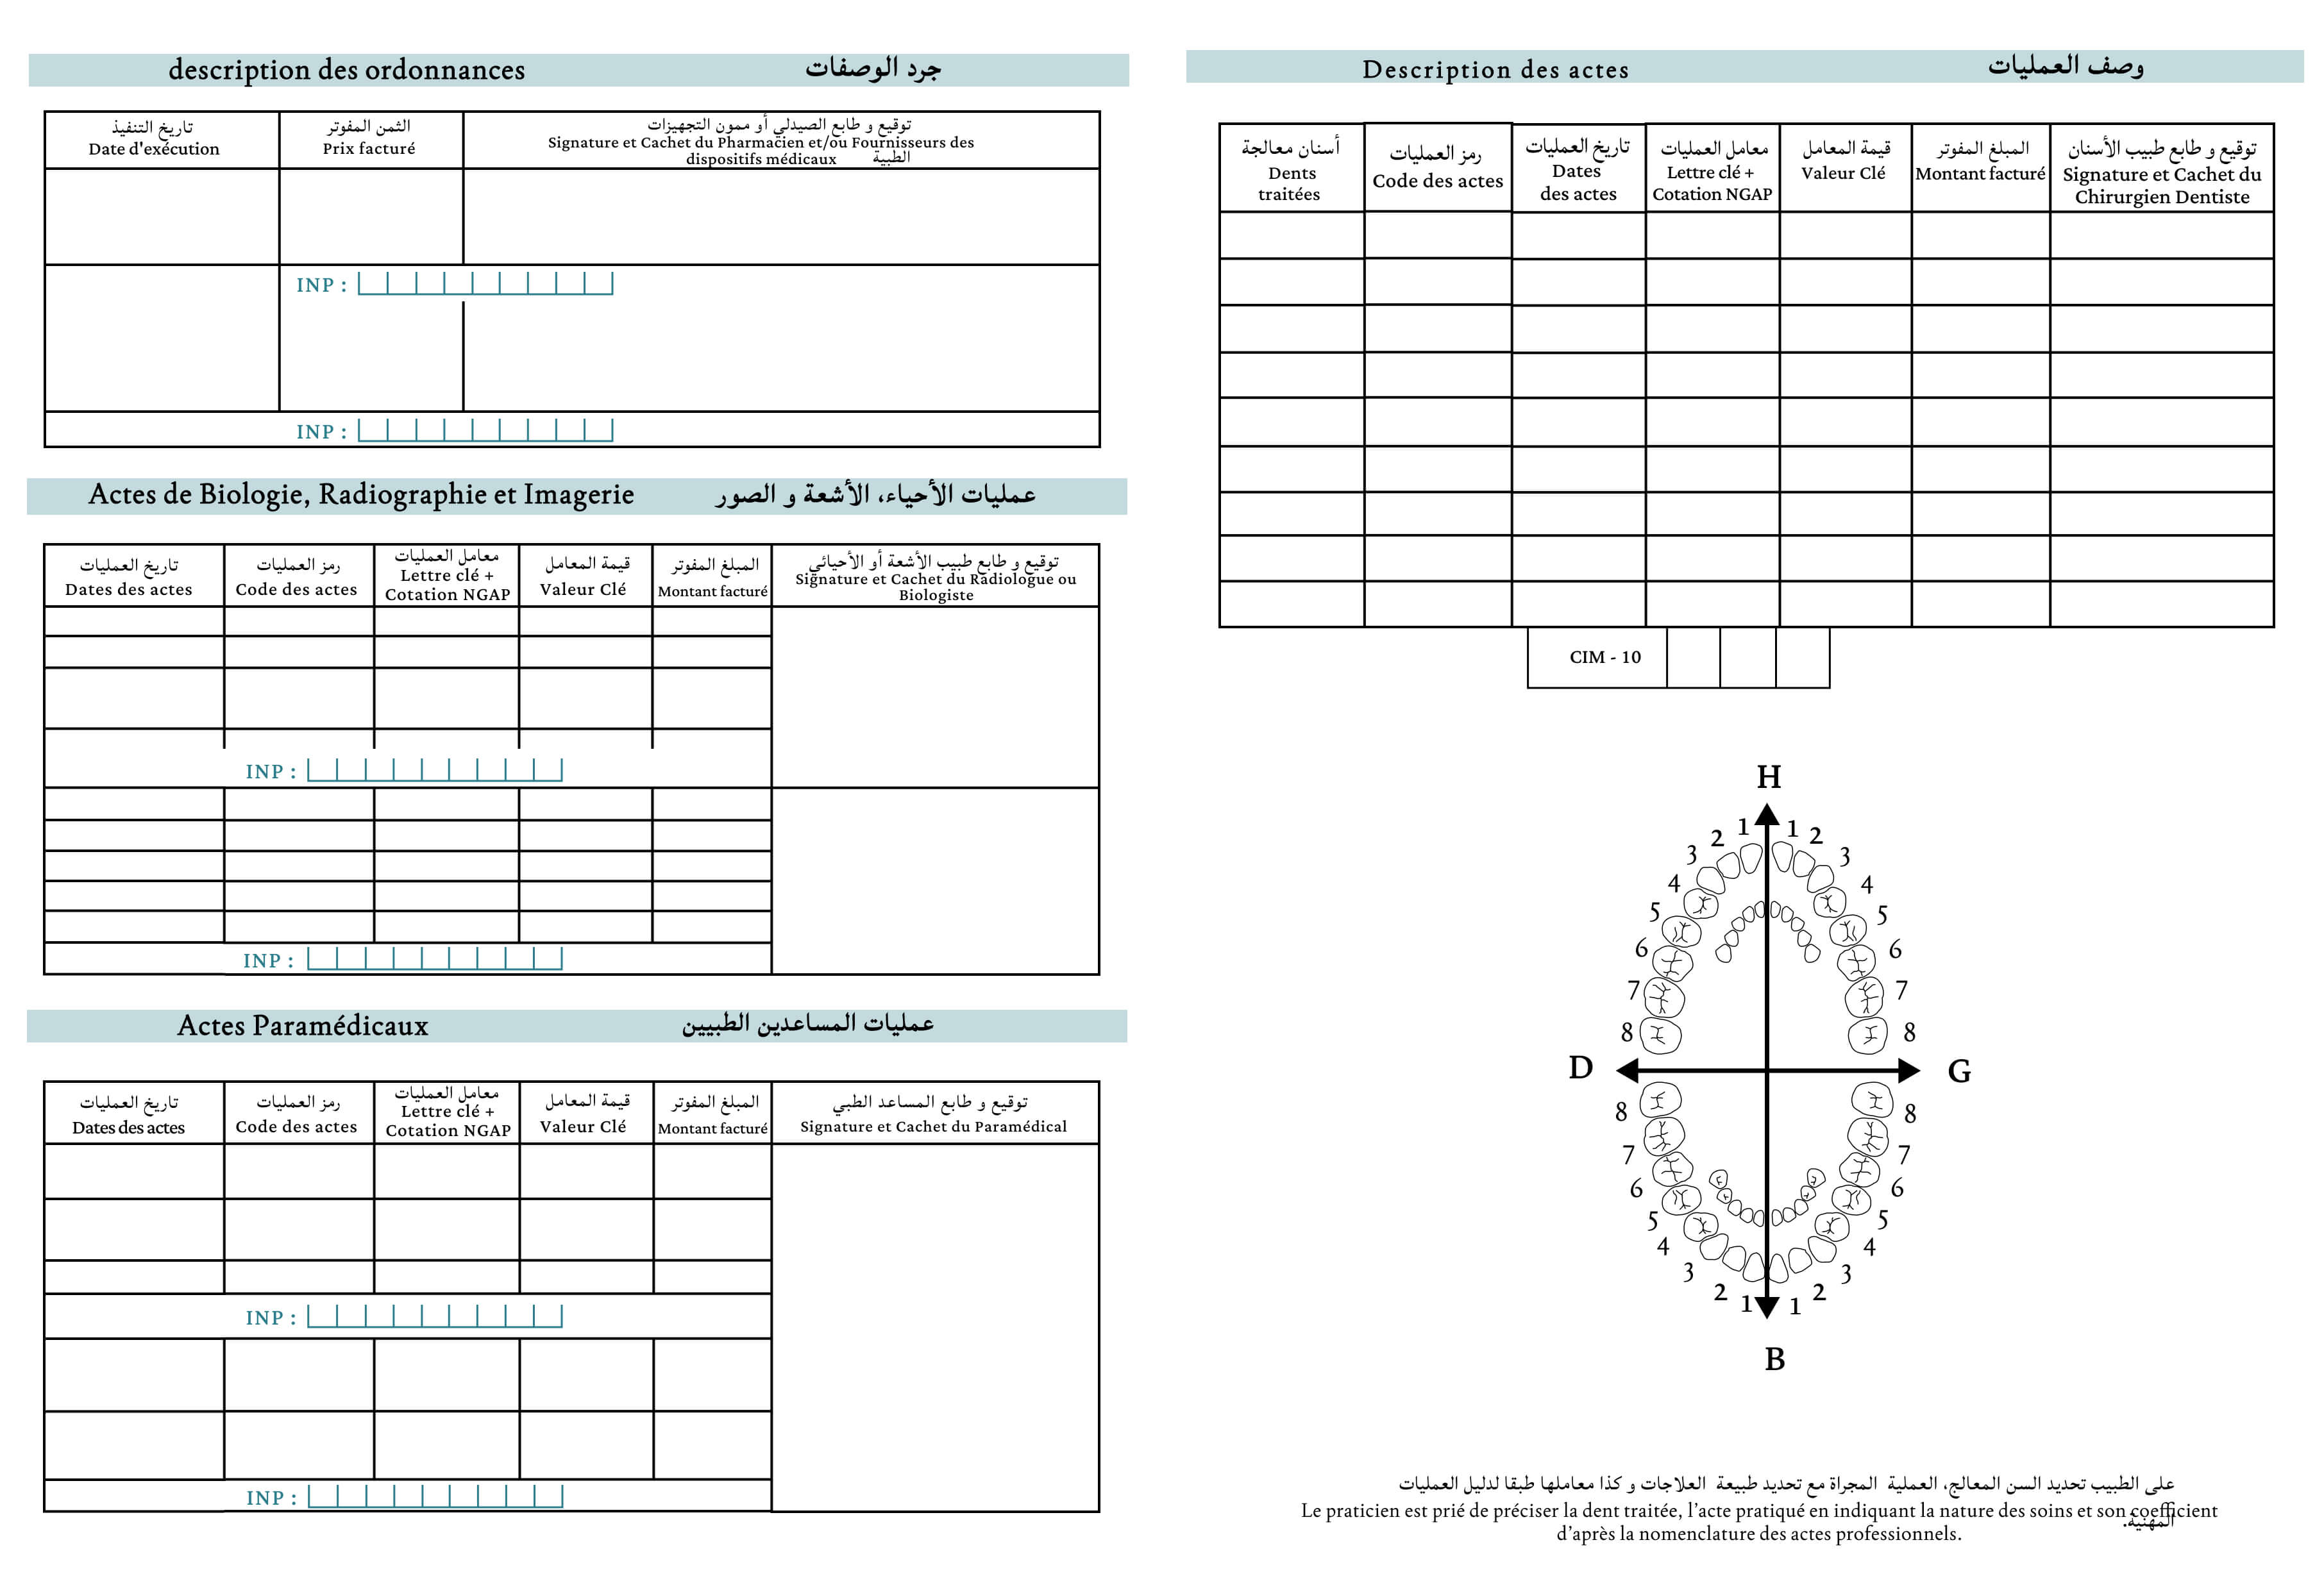 description des ordonnances جرد الوصفات
تاريخ التنفيذ
Date d'exécution
الثمن المفوتر
Prix facturé
توقيع و طابع الصيدلي أو ممون التجهيزات
Signature et Cachet du Pharmacien et/ou Fournisseurs des
dispositifs médicaux الطبية
INP :
INP :
Actes de Biologie, Radiographie et Imagerie عمليات الأحياء، الأشعة و الصور
تاريخ العمليات
Dates des actes
رمز العمليات
Code des actes
معامل العمليات
Lettre clé +
Cotation NGAP
قيمة المعامل
Valeur Clé
المبلغ المفوتر
Montant facturé
توقيع و طابع طبيب الأشعة أو الأحيائي
Signature et Cachet du Radiologue ou
Biologiste
INP :
INP :
Actes Paramédicaux عمليات المساعدين الطبيين
تاريخ العمليات
Dates des actes
رمز العمليات
Code des actes
معامل العمليات
Lettre clé +
Cotation NGAP
قيمة المعامل
Valeur Clé
المبلغ المفوتر
Montant facturé
توقيع و طابع المساعد الطبي
Signature et Cachet du Paramédical
INP :
INP :
Description des actes وصف العمليات
أسنان معالجة
Dents
traitées
رمز العمليات
Code des actes
تاريخ العمليات
Dates
des actes
معامل العمليات
Lettre clé +
Cotation NGAP
قيمة المعامل
Valeur Clé
المبلغ المفوتر
Montant facturé
توقيع و طابع طبيب الأسنان
Signature et Cachet du
Chirurgien Dentiste
CIM - 10
H
1 1
2 2
3 3
4 4
5 5
6 6
7 7
8 8
D G
8 8
7 7
6 6
5 5
4 4
3 3
2 2
1 1
B
على الطبيب تحديد السن المعالج، العملية المجراة مع تحديد طبيعة العلاجات و كذا معاملها طبقا لدليل العمليات
المهنية.
Le praticien est prié de préciser la dent traitée, l’acte pratiqué en indiquant la nature des soins et son coefficient
d’après la nomenclature des actes professionnels.